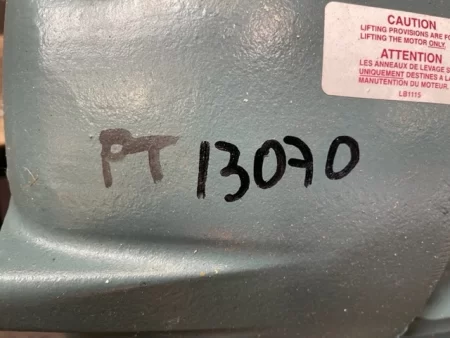 CAUTION
LIFTING PROVISIONS ARE FO
LIFTING THE MOTOR ONLY.
ATTENTION
LES ANNEAUX DE LEVAGE S
UNIQUEMENT DESTINES A LA
MANUTENTION DU MOTEUR.
LB1115
PT 13070